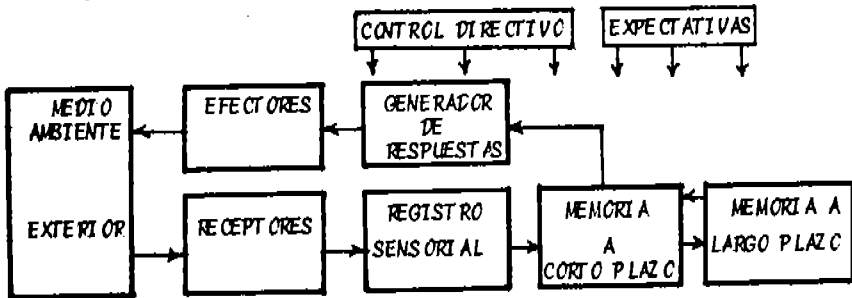 CONTROL DIRECTIVO
EXPECTATIVAS
MEDIO
AMBIENTE
EXTERIOR
EFECTORES
GENERADOR
DE
RESPUESTAS
RECEPTORES
REGISTRO
SENSORIAL
MEMORIA
A
CORTO PLAZO
MEMORIA A
LARGO PLAZO